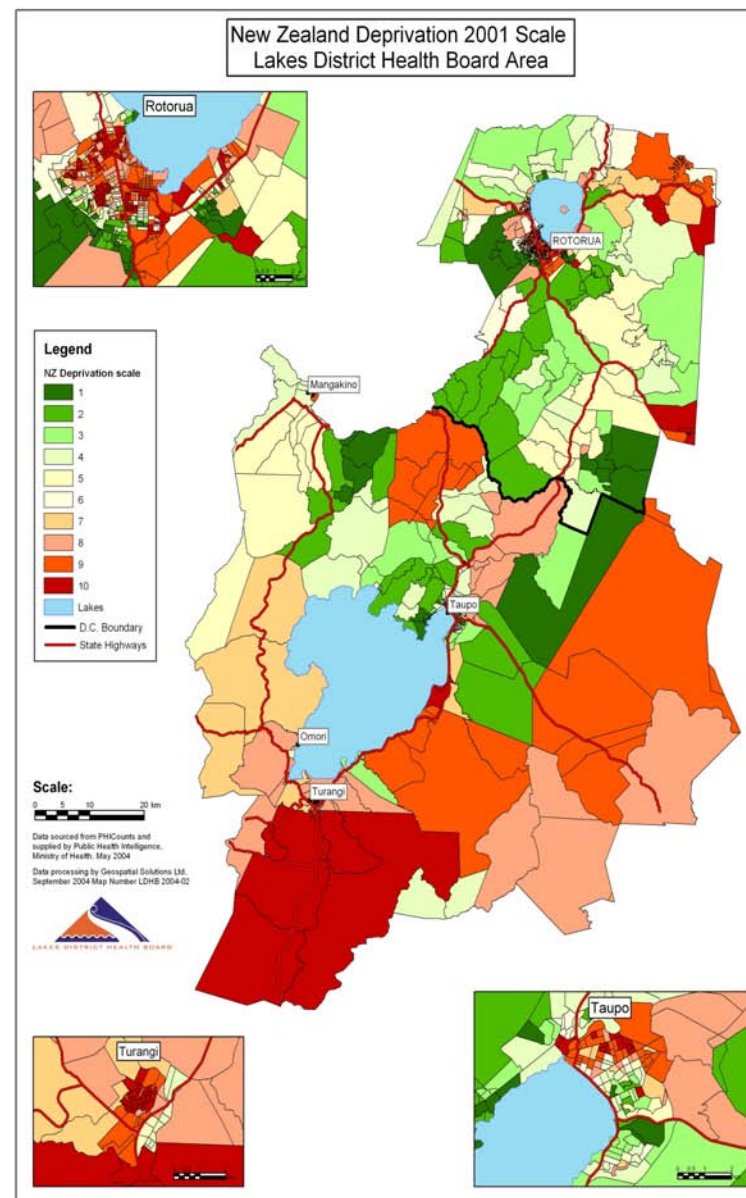 New Zealand Deprivation 2001 Scale
Lakes District Health Board Area
Rotorua
ROTORUA
Legend
NZ Deprivation scale
1
2
3
4
5
6
7
8
9
10
Lakes
D.C. Boundary
State Highways
Mangakino
Taupo
Omori
Turangi
Scale:
0 5 10 20 km
Data sourced from PHICounts and
supplied by Public Health Intelligence,
Ministry of Health. May 2004
Data processing by Geospatial Solutions Ltd.
September 2004 Map Number LDHB 2004-02
LAKES DISTRICT HEALTH BOARD
Turangi
Taupo